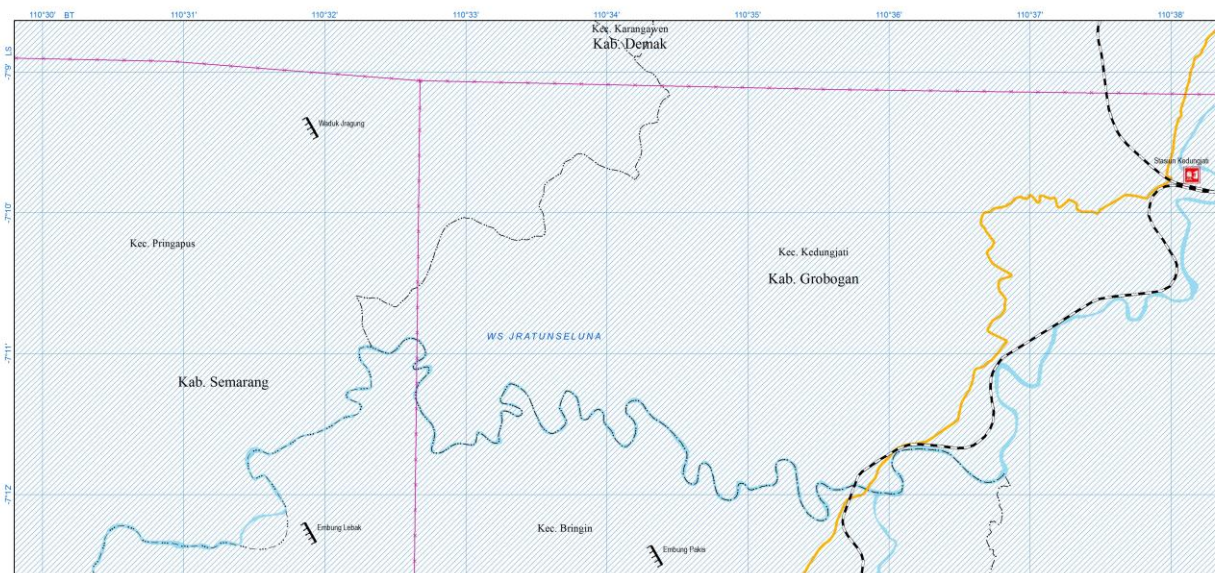 110°30' BT 110°31' 110°32' 110°33' 110°34' 110°35' 110°36' 110°37' 110°38'
Kec. Karangawen
Kab. Demak
LS
-7°9'
Waduk Jragung
Stasiun Kedungjati
-7°10'
Kec. Pringapus
Kec. Kedungjati
Kab. Grobogan
WS JRATUNSELUNA
-7°11'
Kab. Semarang
-7°12'
Embung Lebak
Kec. Bringin
Embung Pakis